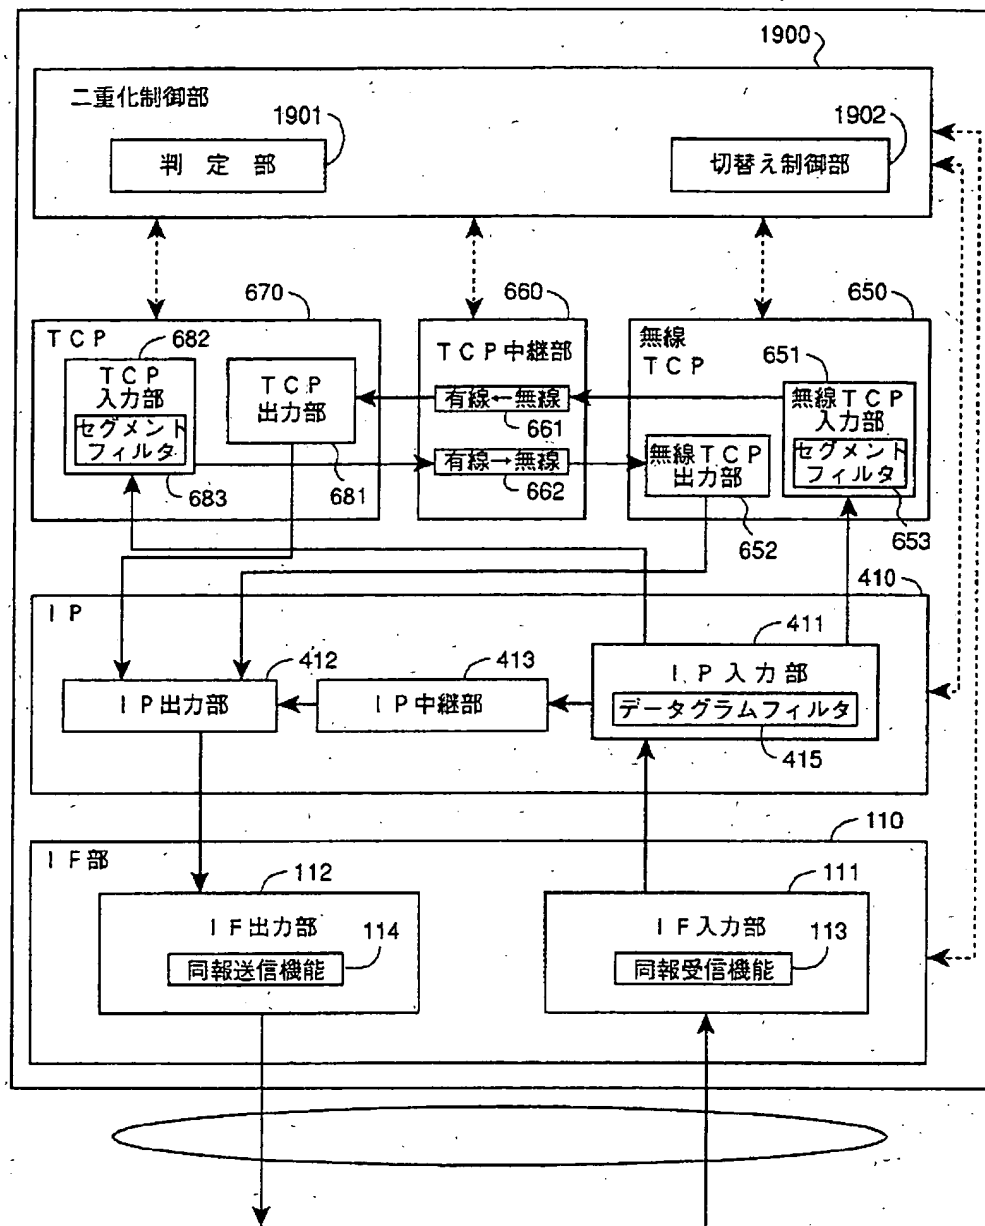 1900
二重化制御部
1901
1902
判定部
切替え制御部
670
660
650
TCP
682
TCP
入力部
セグメント
フィルタ
683
TCP
出力部
681
TCP中継部
有線←無線
661
有線→無線
662
無線
TCP
651
無線TCP
入力部
セグメント
フィルタ
653
無線TCP
出力部
652
410
IP
411
412
413
IP出力部
IP中継部
IP入力部
データグラムフィルタ
415
110
IF部
112
111
IF出力部
114
同報送信機能
IF入力部
113
同報受信機能